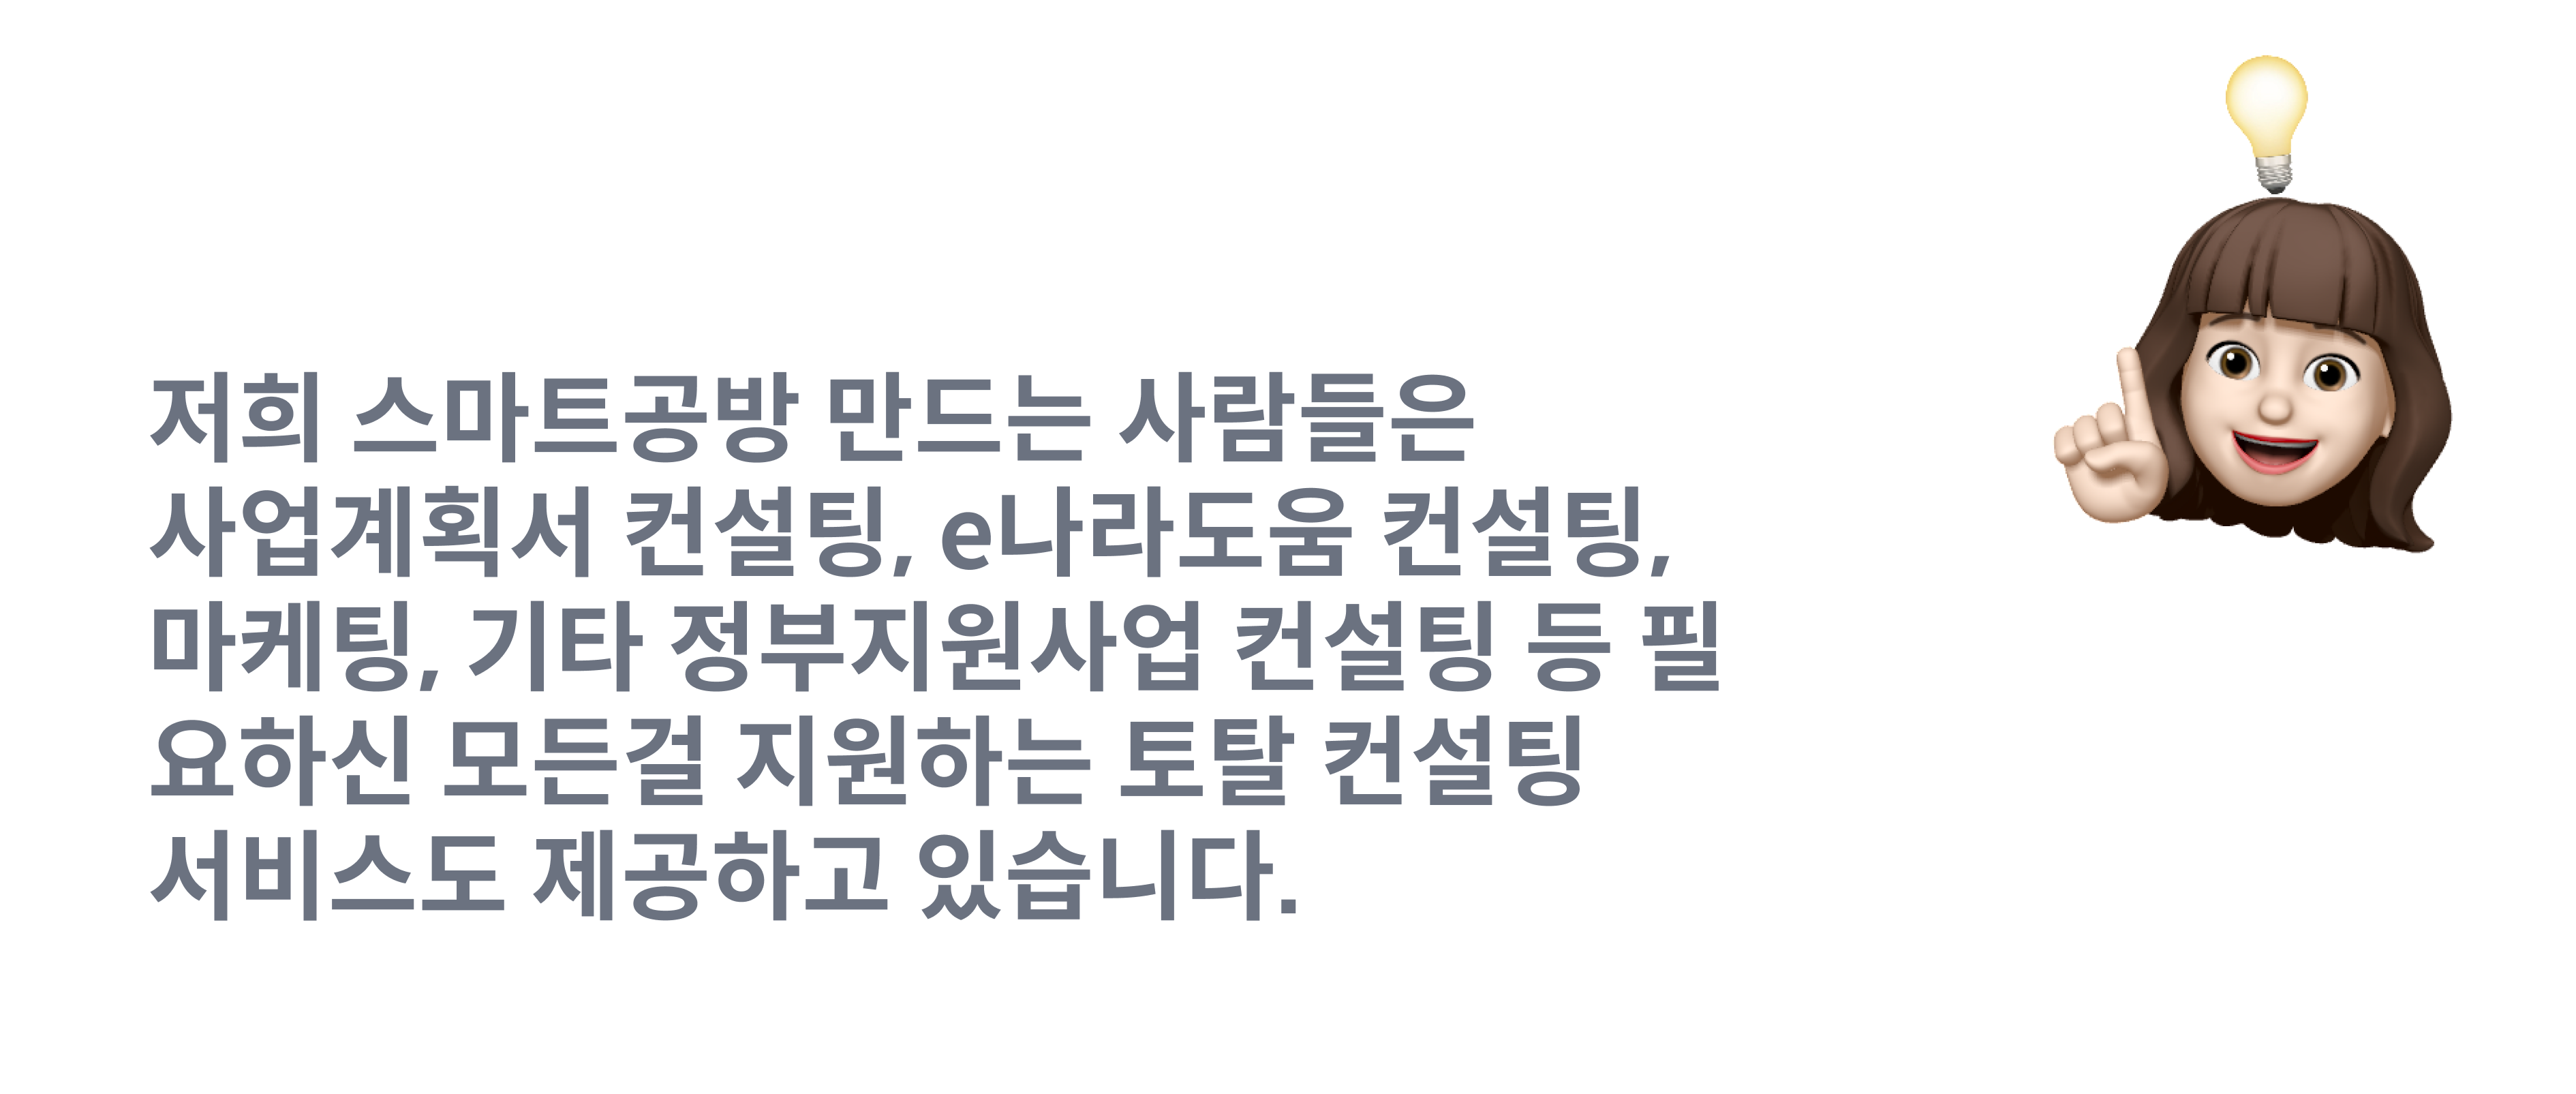 저희 스마트공방 만드는 사람들은
사업계획서 컨설팅, e나라도움 컨설팅,
마케팅, 기타 정부지원사업 컨설팅 등 필
요하신 모든걸 지원하는 토탈 컨설팅
서비스도 제공하고 있습니다.